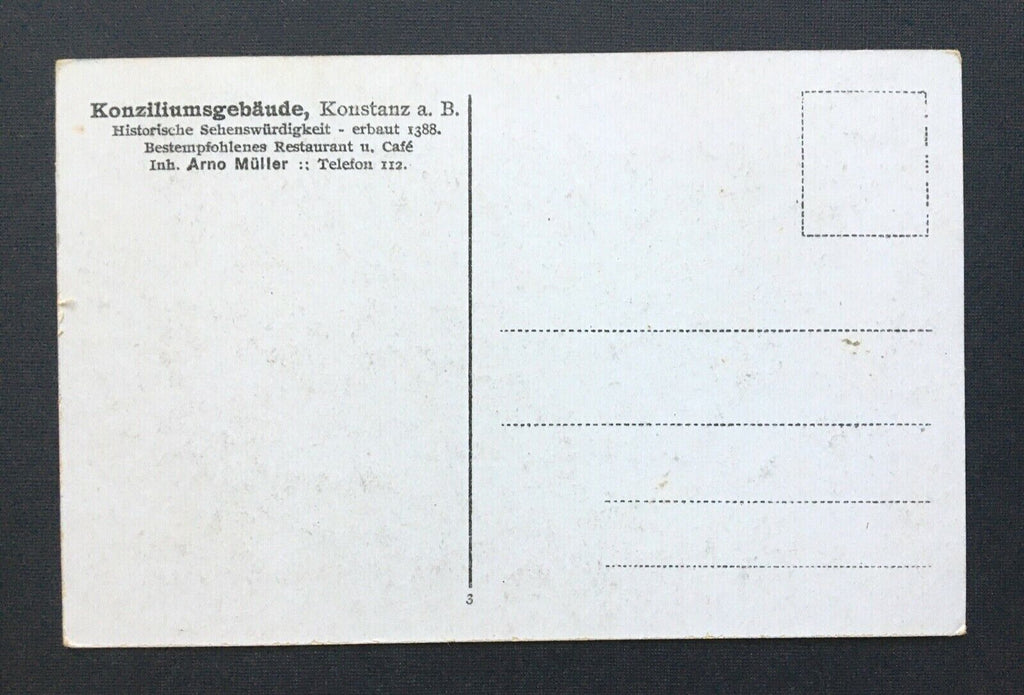 Konziliumsgebäude, Konstanz a. B.
Historische Sehenswürdigkeit - erbaut 1388.
Bestempfohlenes Restaurant u. Café
Inh. Arno Müller :: Telefon 112.
3